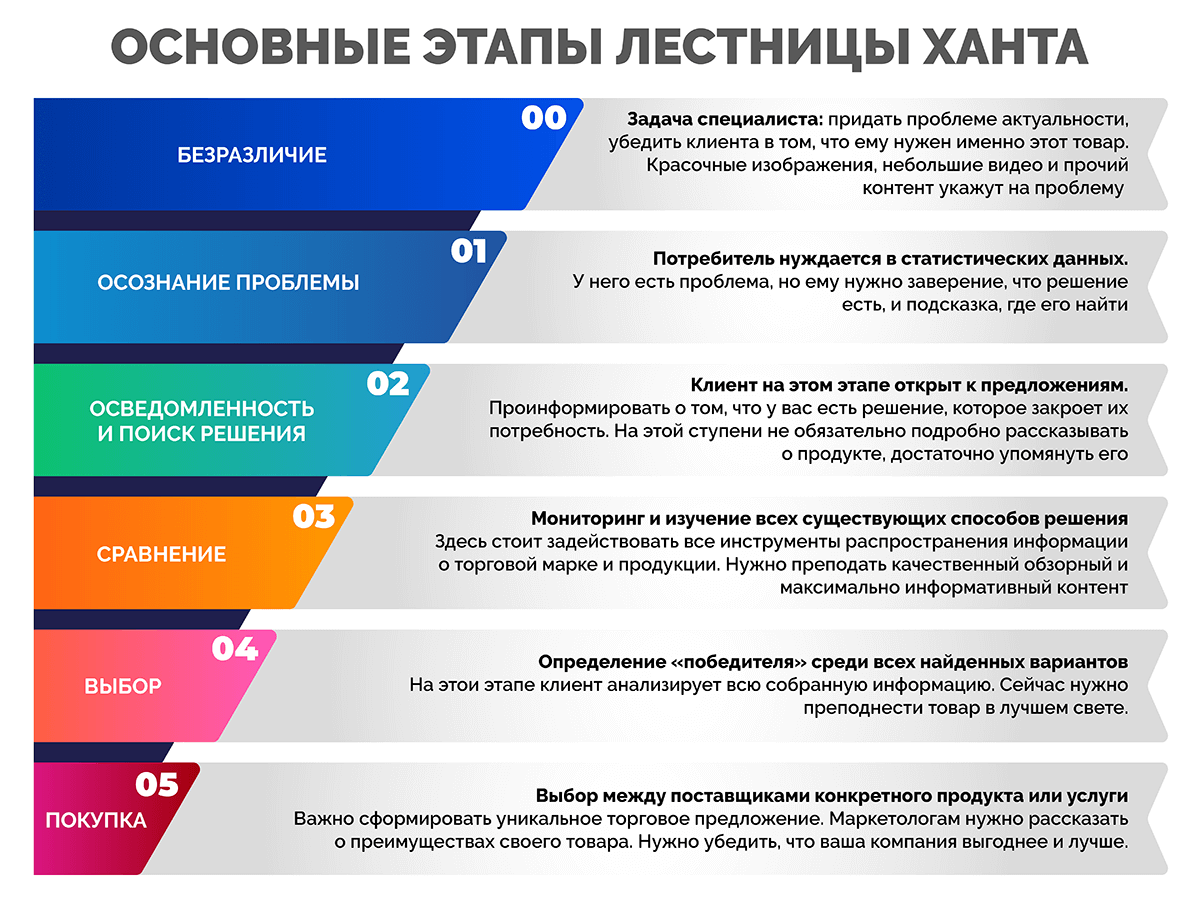 ОСНОВНЫЕ ЭТАПЫ ЛЕСТНИЦЫ ХАНТА
00
БЕЗРАЗЛИЧИЕ
Задача специалиста: придать проблеме актуальности,
убедить клиента в том, что ему нужен именно этот товар.
Красочные изображения, небольшие видео и прочий
контент укажут на проблему
01
ОСОЗНАНИЕ ПРОБЛЕМЫ
Потребитель нуждается в статистических данных.
У него есть проблема, но ему нужно заверение, что решение
есть, и подсказка, где его найти
02
ОСВЕДОМЛЕННОСТЬ
И ПОИСК РЕШЕНИЯ
Клиент на этом этапе открыт к предложениям.
Проинформировать о том, что у вас есть решение, которое закроет их
потребность. На этой ступени не обязательно подробно рассказывать
о продукте, достаточно упомянуть его
03
СРАВНЕНИЕ
Мониторинг и изучение всех существующих способов решения
Здесь стоит задействовать все инструменты распространения информации
о торговой марке и продукции. Нужно преподать качественный обзорный и
максимально информативный контент
04
ВЫБОР
Определение «победителя» среди всех найденных вариантов
На этои этапе клиент анализирует всю собранную информацию. Сейчас нужно
преподнести товар в лучшем свете.
05
ПОКУПКА
Выбор между поставщиками конкретного продукта или услуги
Важно сформировать уникальное торговое предложение. Маркетологам нужно рассказать
о преимуществах своего товара. Нужно убедить, что ваша компания выгоднее и лучше.